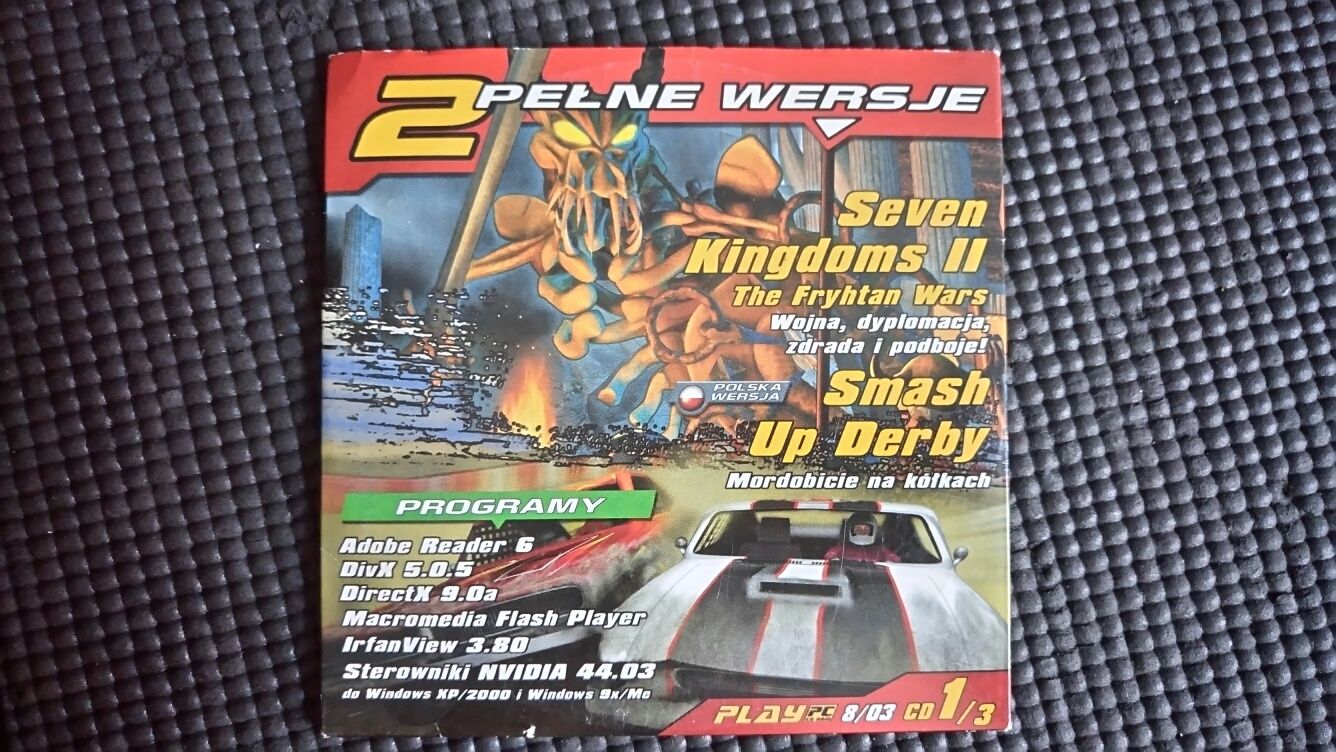 2 PEŁNE WERSJE
Seven
Kingdoms II
The Fryhtan Wars
Wojna, dyplomacja,
zdrada i podboje!
POLSKA
WERSJA
Smash
Up Derby
Mordobicie na kółkach
PROGRAMY
Adobe Reader 6
DivX 5.0.5
DirectX 9.0a
Macromedia Flash Player
IrfanView 3.80
Sterowniki NVIDIA 44.03
do Windows XP/2000 i Windows 9x/Me
PLAY PC 8/03 CD 1/3